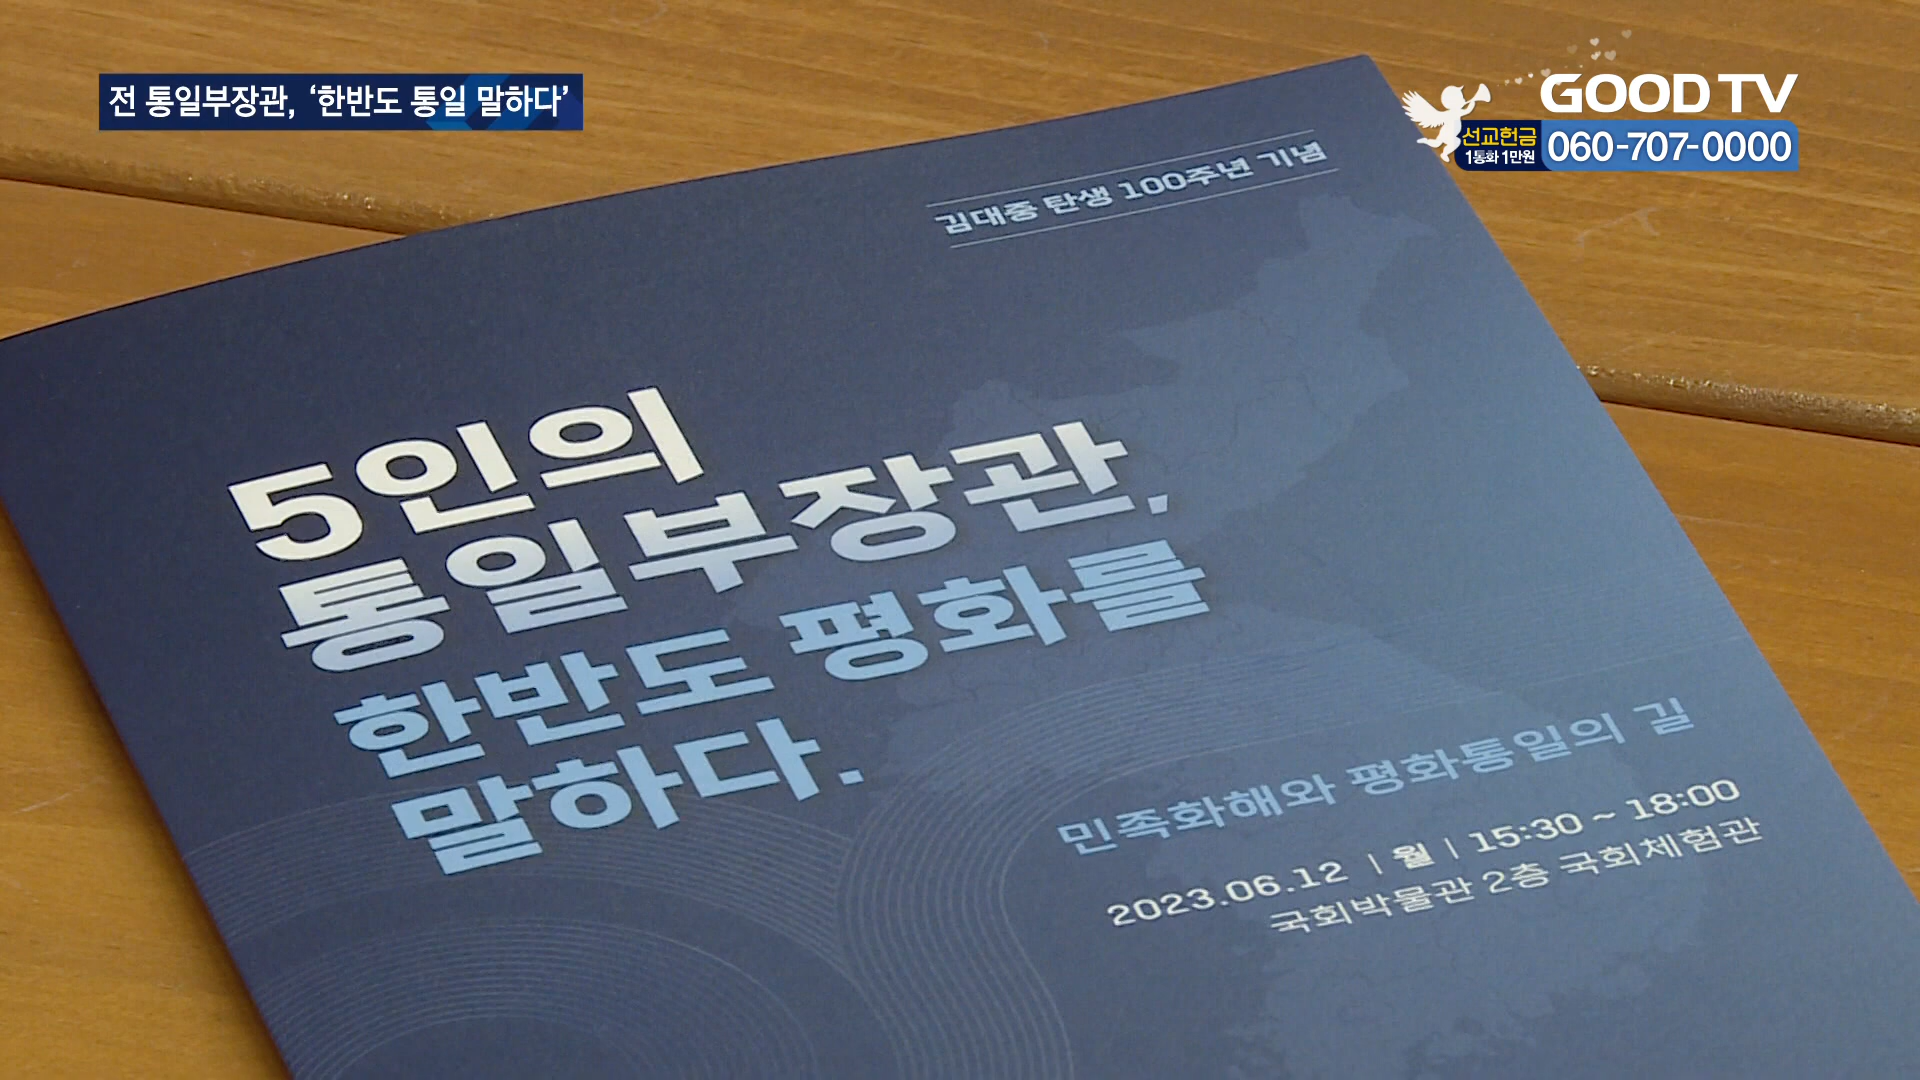 전 통일부장관, ‘한반도 통일 말하다’
GOOD TV
선교헌금
1통화 1만원
060-707-0000
김대중 탄생 100주년 기념
5인의
통일부장관,
한반도 평화를
말하다.
민족화해와 평화통일의 길
2023.06.12 | 월 | 15:30 ~ 18:00
국회박물관 2층 국회체험관